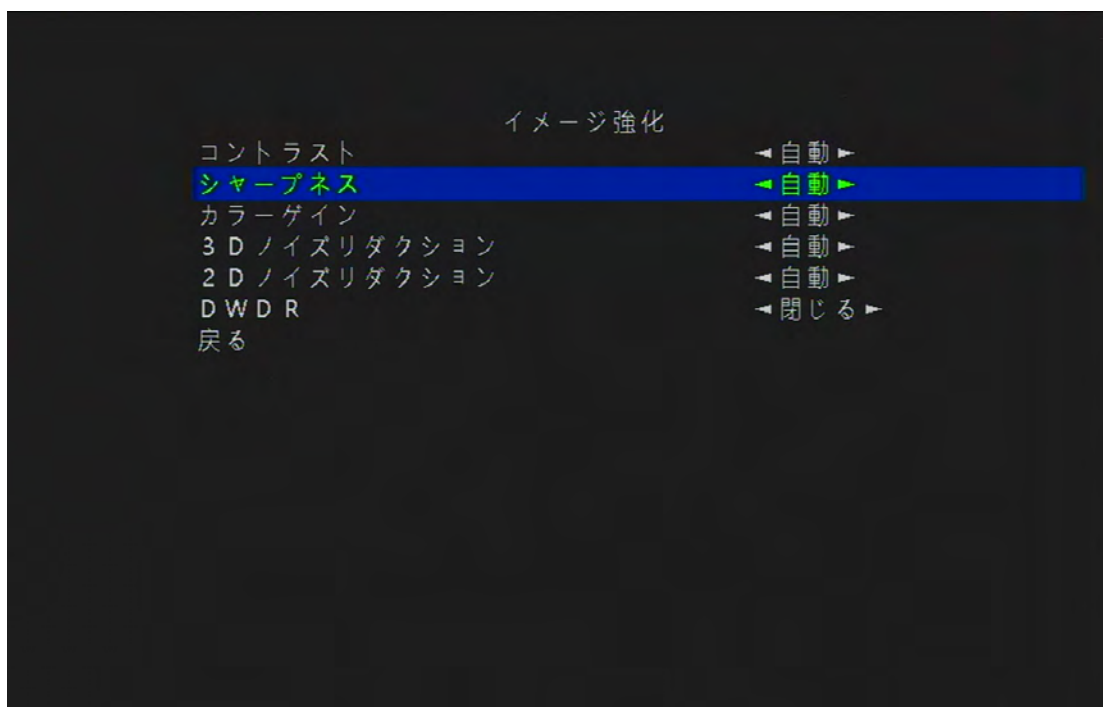 イメージ強化
コントラスト ◄自動►
シャープネス ◄自動►
カラーゲイン ◄自動►
3Dノイズリダクション ◄自動►
2Dノイズリダクション ◄自動►
DWDR ◄閉じる►
戻る